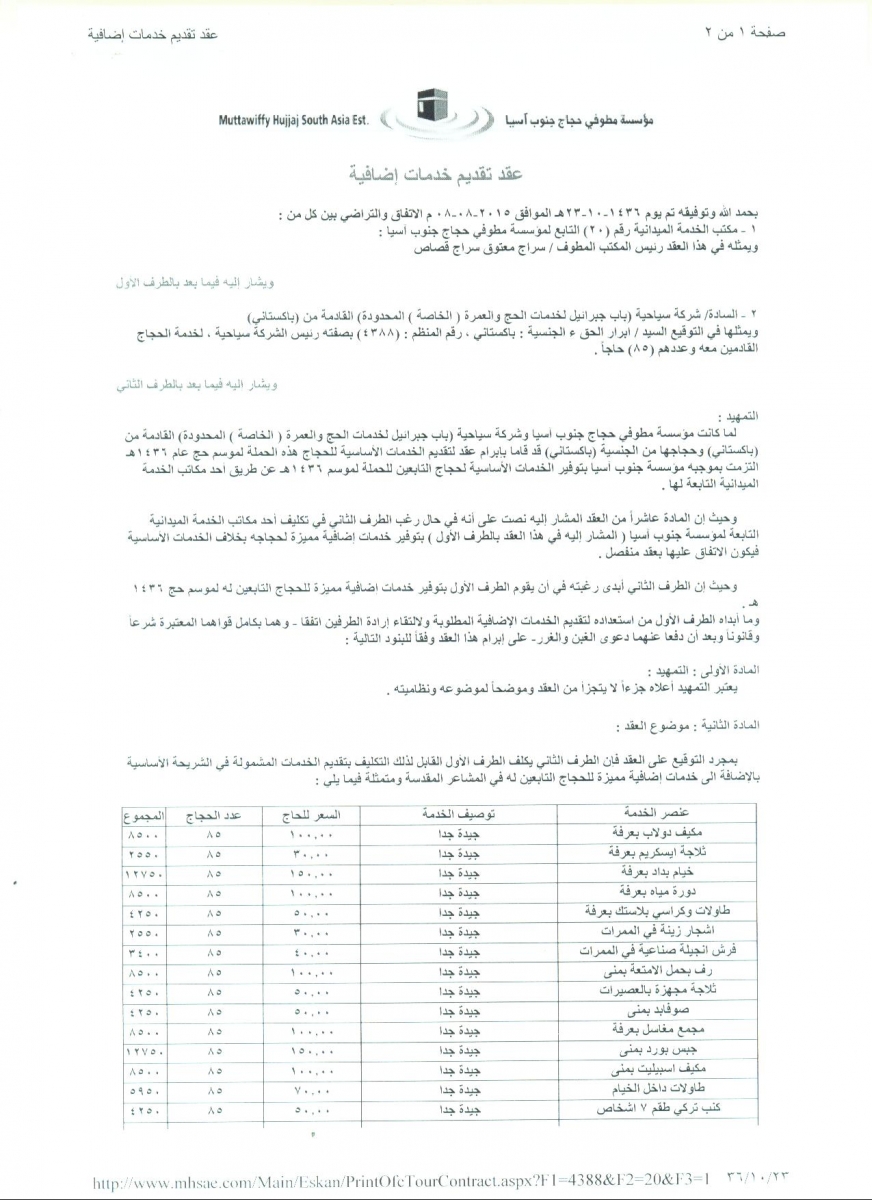 صفحة ١ من ٢
عقد تقديم خدمات إضافية
مؤسسة مطوفي حجاج جنوب آسيا
Muttawiffy Hujjaj South Asia Est.
عقد تقديم خدمات إضافية
بحمد الله وتوفيقه تم يوم ١٤٣٦-١٠-٢٣هـ الموافق ٢٠١٥-٠٨-٠٨ م الاتفاق والتراضي بين كل من :
١ - مكتب الخدمة الميدانية رقم (٢٠) التابع لمؤسسة مطوفي حجاج جنوب آسيا :
ويمثله في هذا العقد رئيس المكتب المطوف / سراج معتوق سراج قصاص
ويشار إليه فيما يعد بالطرف الأول
٢ - السادة/ شركة سياحية (باب جبرائيل لخدمات الحج والعمرة ( الخاصة ) المحدودة) القادمة من (باكستاني)
ويمثلها في التوقيع السيد / ابرار الحق ء الجنسية : باكستاني ، رقم المنظم : (٤٣٨٨) بصفته رئيس الشركة سياحية ، لخدمة الحجاج
القادمين معه وعددهم (٨٥) حاجاً .
ويشار اليه فيما يعد بالطرف الثاني
التمهيد :
لما كانت مؤسسة مطوفي حجاج جنوب آسيا وشركة سياحية (باب جبرائيل لخدمات الحج والعمرة ( الخاصة ) المحدودة) القادمة من
(باكستاني) وحجاجها من الجنسية (باكستاني) قد قاما بإبرام عقد لتقديم الخدمات الأساسية للحجاج هذه الحملة لموسم حج عام ١٤٣٦هـ
التزمت بموجبه مؤسسة جنوب آسيا بتوفير الخدمات الأساسية لحجاج التابعين للحملة لموسم ١٤٣٦هـ عن طريق أحد مكاتب الخدمة
الميدانية التابعة لها .
وحيث إن المادة عاشراً من العقد المشار إليه نصت على أنه في حال رغب الطرف الثاني في تكليف أحد مكاتب الخدمة الميدانية
التابعة لمؤسسة جنوب آسيا ( المشار إليه في هذا العقد بالطرف الأول ) بتوفير خدمات إضافية مميزة لحجاجه بخلاف الخدمات الأساسية
فيكون الاتفاق عليها بعقد منفصل .
وحيث إن الطرف الثاني أبدى رغبته في أن يقوم الطرف الأول بتوفير خدمات اضافية مميزة للحجاج التابعين له لموسم حج ١٤٣٦
هـ .
وما أبداه الطرف الأول من استعداده لتقديم الخدمات الإضافية المطلوبة ولالتقاء إرادة الطرفين اتفقا - وهما بكامل قواهما المعتبرة شرعاً
وقانوناً وبعد أن دفعا عنهما دعوى الغبن والغرر- على إبرام هذا العقد وفقاً للبنود التالية :
المادة الأولى : التمهيد :
يعتبر التمهيد أعلاه جزءاً لا يتجزأ من العقد وموضحاً لموضوعه ونظاميته .
المادة الثانية : موضوع العقد :
بمجرد التوقيع على العقد فان الطرف الثاني يكلف الطرف الأول القابل لذلك التكليف بتقديم الخدمات المشمولة في الشريحة الأساسية
بالإضافة الى خدمات إضافية مميزة للحجاج التابعين له في المشاعر المقدسة ومتمثلة فيما يلي :
عنصر الخدمة توصيف الخدمة السعر للحاج عدد الحجاج المجموع
مكيف دولاب بعرفة جيدة جدا ١٠٠,٠٠ ٨٥ ٨٥٠٠
ثلاجة ايسكريم بعرفة جيدة جدا ٣٠,٠٠ ٨٥ ٢٥٥٠
خيام بداد بعرفة جيدة جدا ١٥٠,٠٠ ٨٥ ١٢٧٥٠
دورة مياه بعرفة جيدة جدا ١٠٠,٠٠ ٨٥ ٨٥٠٠
طاولات وكراسي بلاستك بعرفة جيدة جدا ٥٠,٠٠ ٨٥ ٤٢٥٠
اشجار زينة في الممرات جيدة جدا ٣٠,٠٠ ٨٥ ٢٥٥٠
فرش انجيلة صناعية في الممرات جيدة جدا ٤٠,٠٠ ٨٥ ٣٤٠٠
رف بحمل الامتعة بمنى جيدة جدا ١٠٠,٠٠ ٨٥ ٨٥٠٠
ثلاجة مجهزة بالعصيرات جيدة جدا ٥٠,٠٠ ٨٥ ٤٢٥٠
صوفابد بمنى جيدة جدا ٥٠,٠٠ ٨٥ ٤٢٥٠
مجمع مغاسل بعرفة جيدة جدا ١٠٠,٠٠ ٨٥ ٨٥٠٠
جبس بورد بمنى جيدة جدا ١٥٠,٠٠ ٨٥ ١٢٧٥٠
مكيف اسبيليت بمنى جيدة جدا ١٠٠,٠٠ ٨٥ ٨٥٠٠
طاولات داخل الخيام جيدة جدا ٧٠,٠٠ ٨٥ ٥٩٥٠
كنب تركي طقم ٧ اشخاص جيدة جدا ٥٠,٠٠ ٨٥ ٤٢٥٠
http://www.mhsae.com/Main/Eskan/PrintOfcTourContract.aspx?F1=4388&F2=20&F3=1 ٣٦/١٠/٢٣